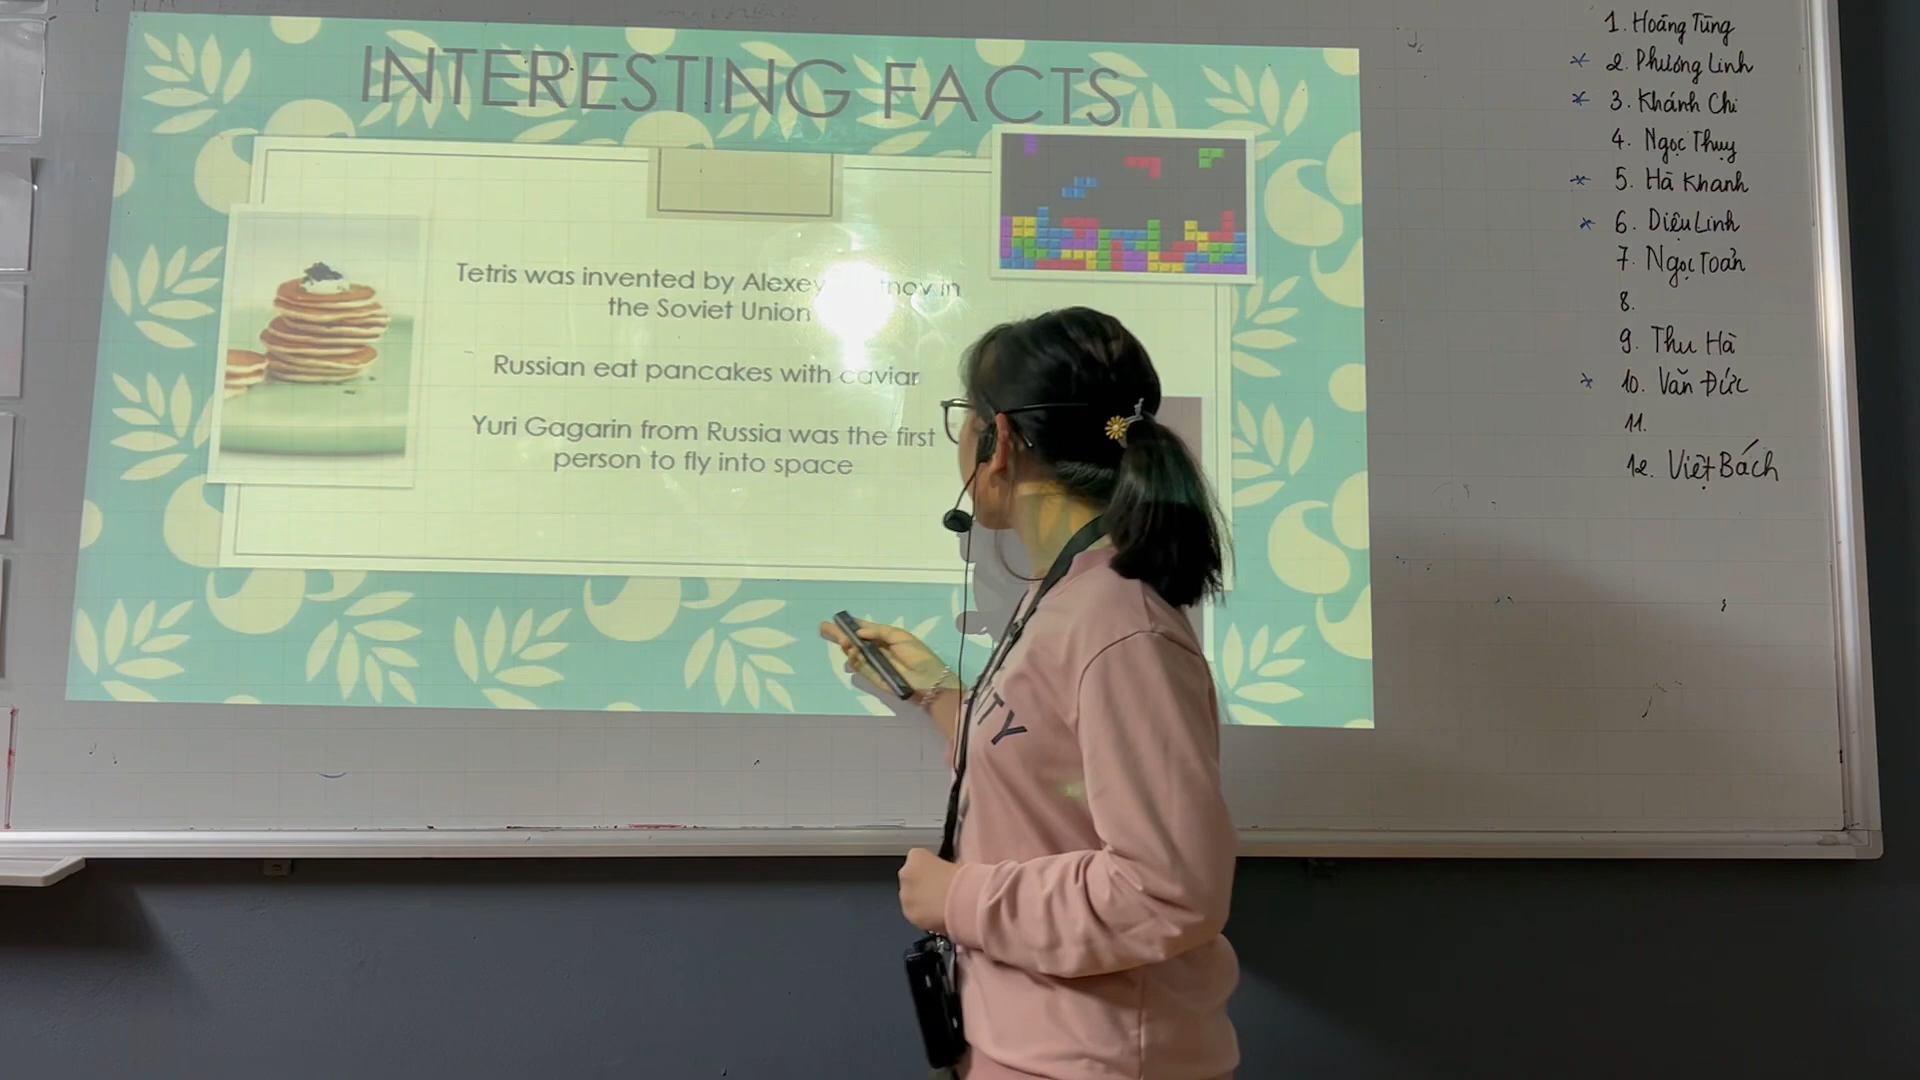 INTERESTING FACTS
Tetris was invented by Alexey in
the Soviet Union
Russian eat pancakes with caviar
Yuri Gagarin from Russia was the first
person to fly into space
1. Hoàng Tùng
* 2. Phương Linh
* 3. Khánh Chi
4. Ngọc Thụy
* 5. Hà Khanh
* 6. Diệu Linh
7. Ngọc Toản
8.
9. Thu Hà
* 10. Văn Đức
11.
12. Việt Bách